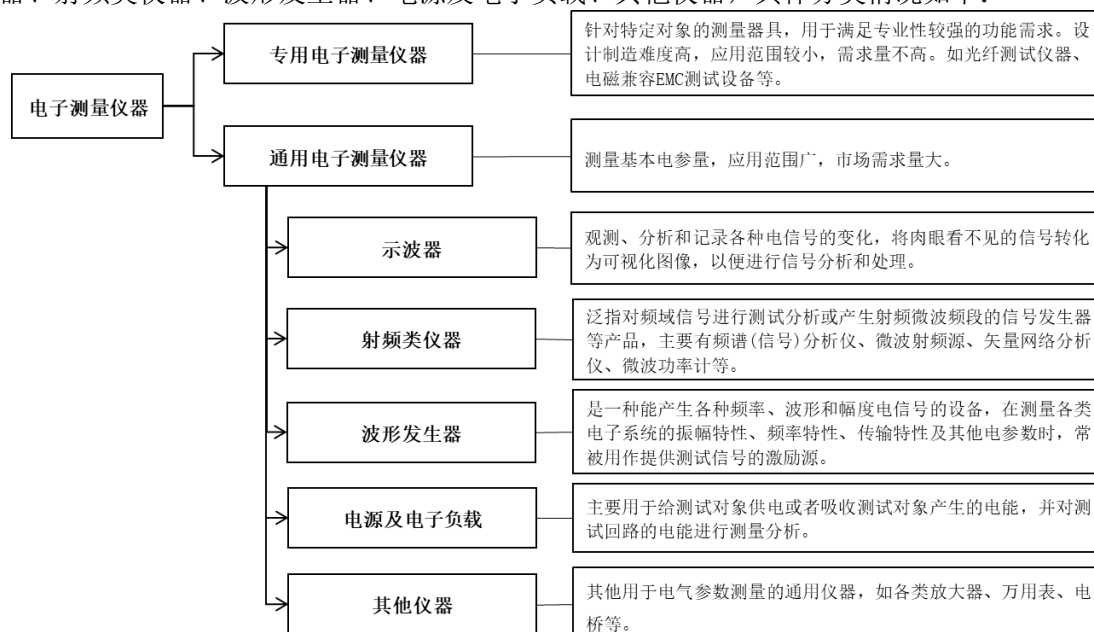 器、射频类仪器、波形发生器、电源及电子负载、其他仪器，具体分类情况如下：
电子测量仪器
专用电子测量仪器
针对特定对象的测量器具，用于满足专业性较强的功能需求。设
计制造难度高，应用范围较小，需求量不高。如光纤测试仪器、
电磁兼容EMC测试设备等。
通用电子测量仪器
测量基本电参量，应用范围广，市场需求量大。
示波器
观测、分析和记录各种电信号的变化，将肉眼看不见的信号转化
为可视化图像，以便进行信号分析和处理。
射频类仪器
泛指对频域信号进行测试分析或产生射频微波频段的信号发生器
等产品，主要有频谱(信号)分析仪、微波射频源、矢量网络分析
仪、微波功率计等。
波形发生器
是一种能产生各种频率、波形和幅度电信号的设备，在测量各类
电子系统的振幅特性、频率特性、传输特性及其他电参数时，常
被用作提供测试信号的激励源。
电源及电子负载
主要用于给测试对象供电或者吸收测试对象产生的电能，并对测
试回路的电能进行测量分析。
其他仪器
其他用于电气参数测量的通用仪器，如各类放大器、万用表、电
桥等。